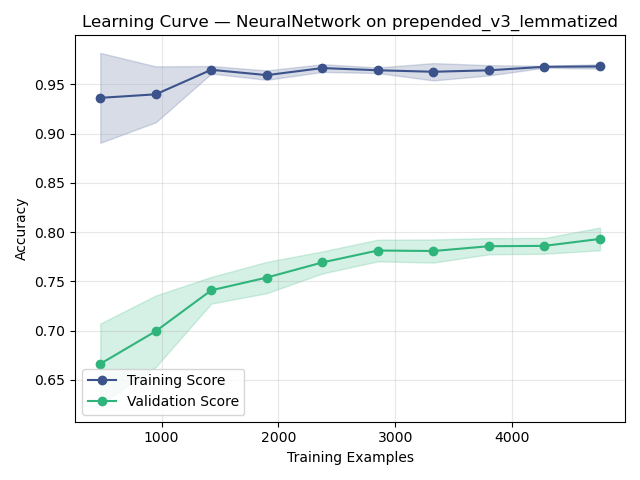 Learning Curve — NeuralNetwork on prepended_v3_lemmatized
0.95
0.90
0.85
0.80
0.75
0.70
0.65
Accuracy
Training Score
Validation Score
1000 2000 3000 4000
Training Examples